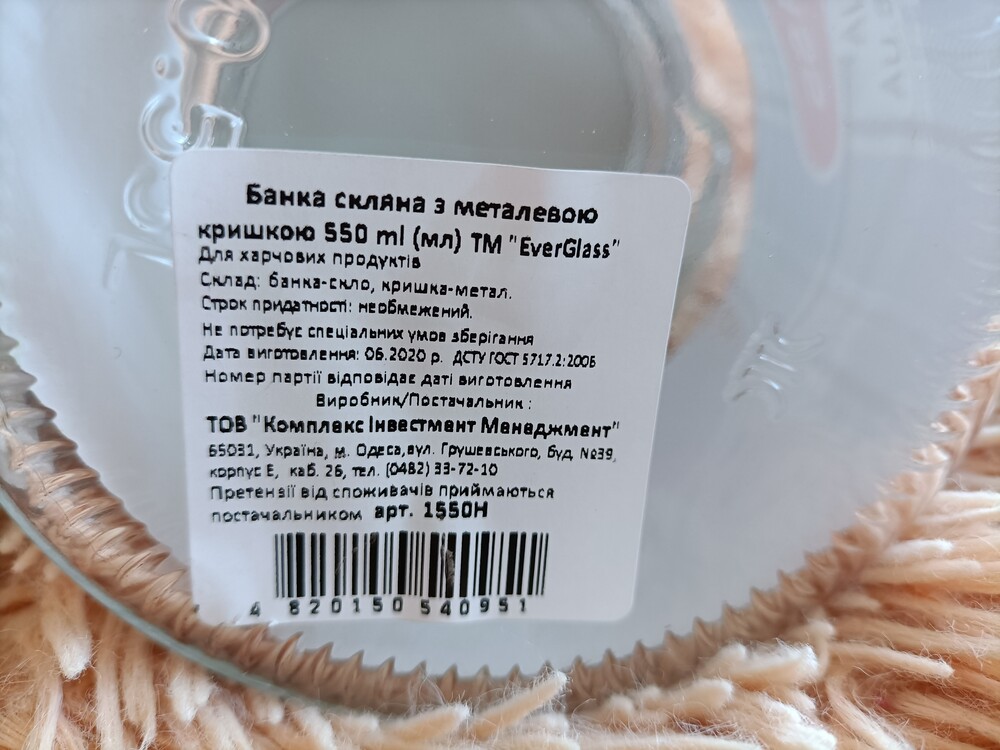 Банка скляна з металевою
кришкою 550 ml (мл) ТМ "EverGlass"
Для харчових продуктів
Склад: банка-скло, кришка-метал.
Строк придатності: необмежений.
Не потребує спеціальних умов зберігання
Дата виготовлення: 06.2020 р. ДСТУ ГОСТ 5717.2:2006
Номер партії відповідає даті виготовлення
Виробник/Постачальник :
ТОВ "Комплекс Інвестмент Менеджмент"
65031, Україна, м. Одеса,вул. Грушевського, буд. №39,
корпус Е, каб. 26, тел. (0482) 33-72-10
Претензії від споживачів приймаються
постачальником арт. 1550Н
4 820150 540951